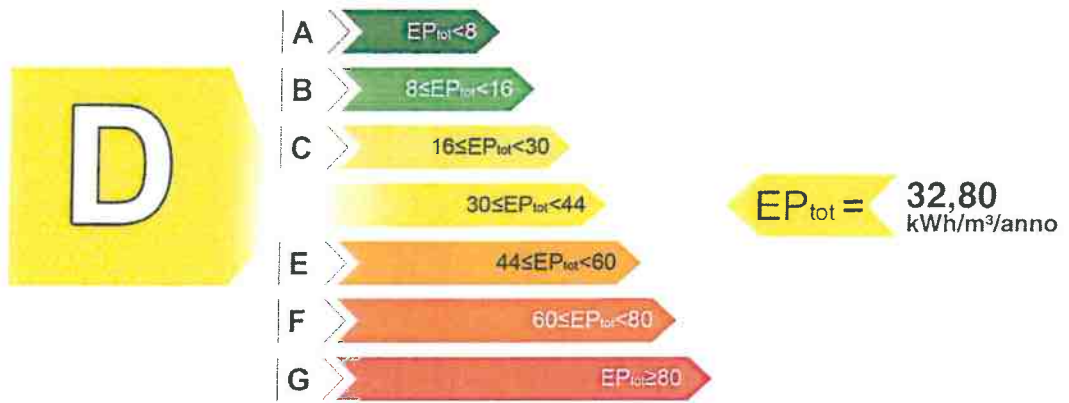 A EPtot<8
B 8≤EPtot<16
D
C 16≤EPtot<30
30≤EPtot<44
EPtot = 32,80
kWh/m³/anno
E 44≤EPtot<60
F 60≤EPtot<80
G EPtot≥80